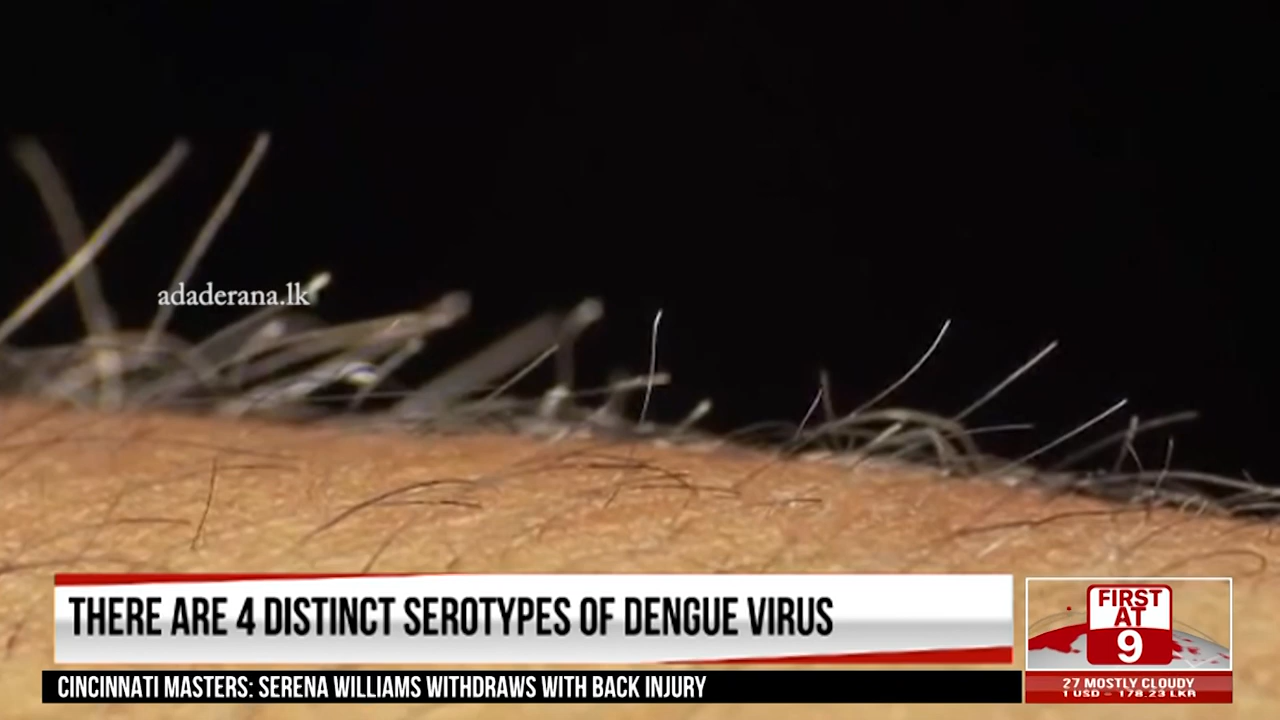 adaderana.lk
THERE ARE 4 DISTINCT SEROTYPES OF DENGUE VIRUS
CINCINNATI MASTERS: SERENA WILLIAMS WITHDRAWS WITH BACK INJURY
FIRST
AT
9
27 MOSTLY CLOUDY
1 USD - 178.23 LKR